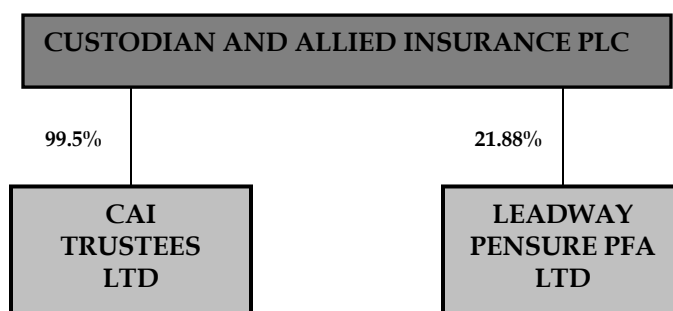 CUSTODIAN AND ALLIED INSURANCE PLC
99.5%
21.88%
CAI
TRUSTEES
LTD
LEADWAY
PENSURE PFA
LTD